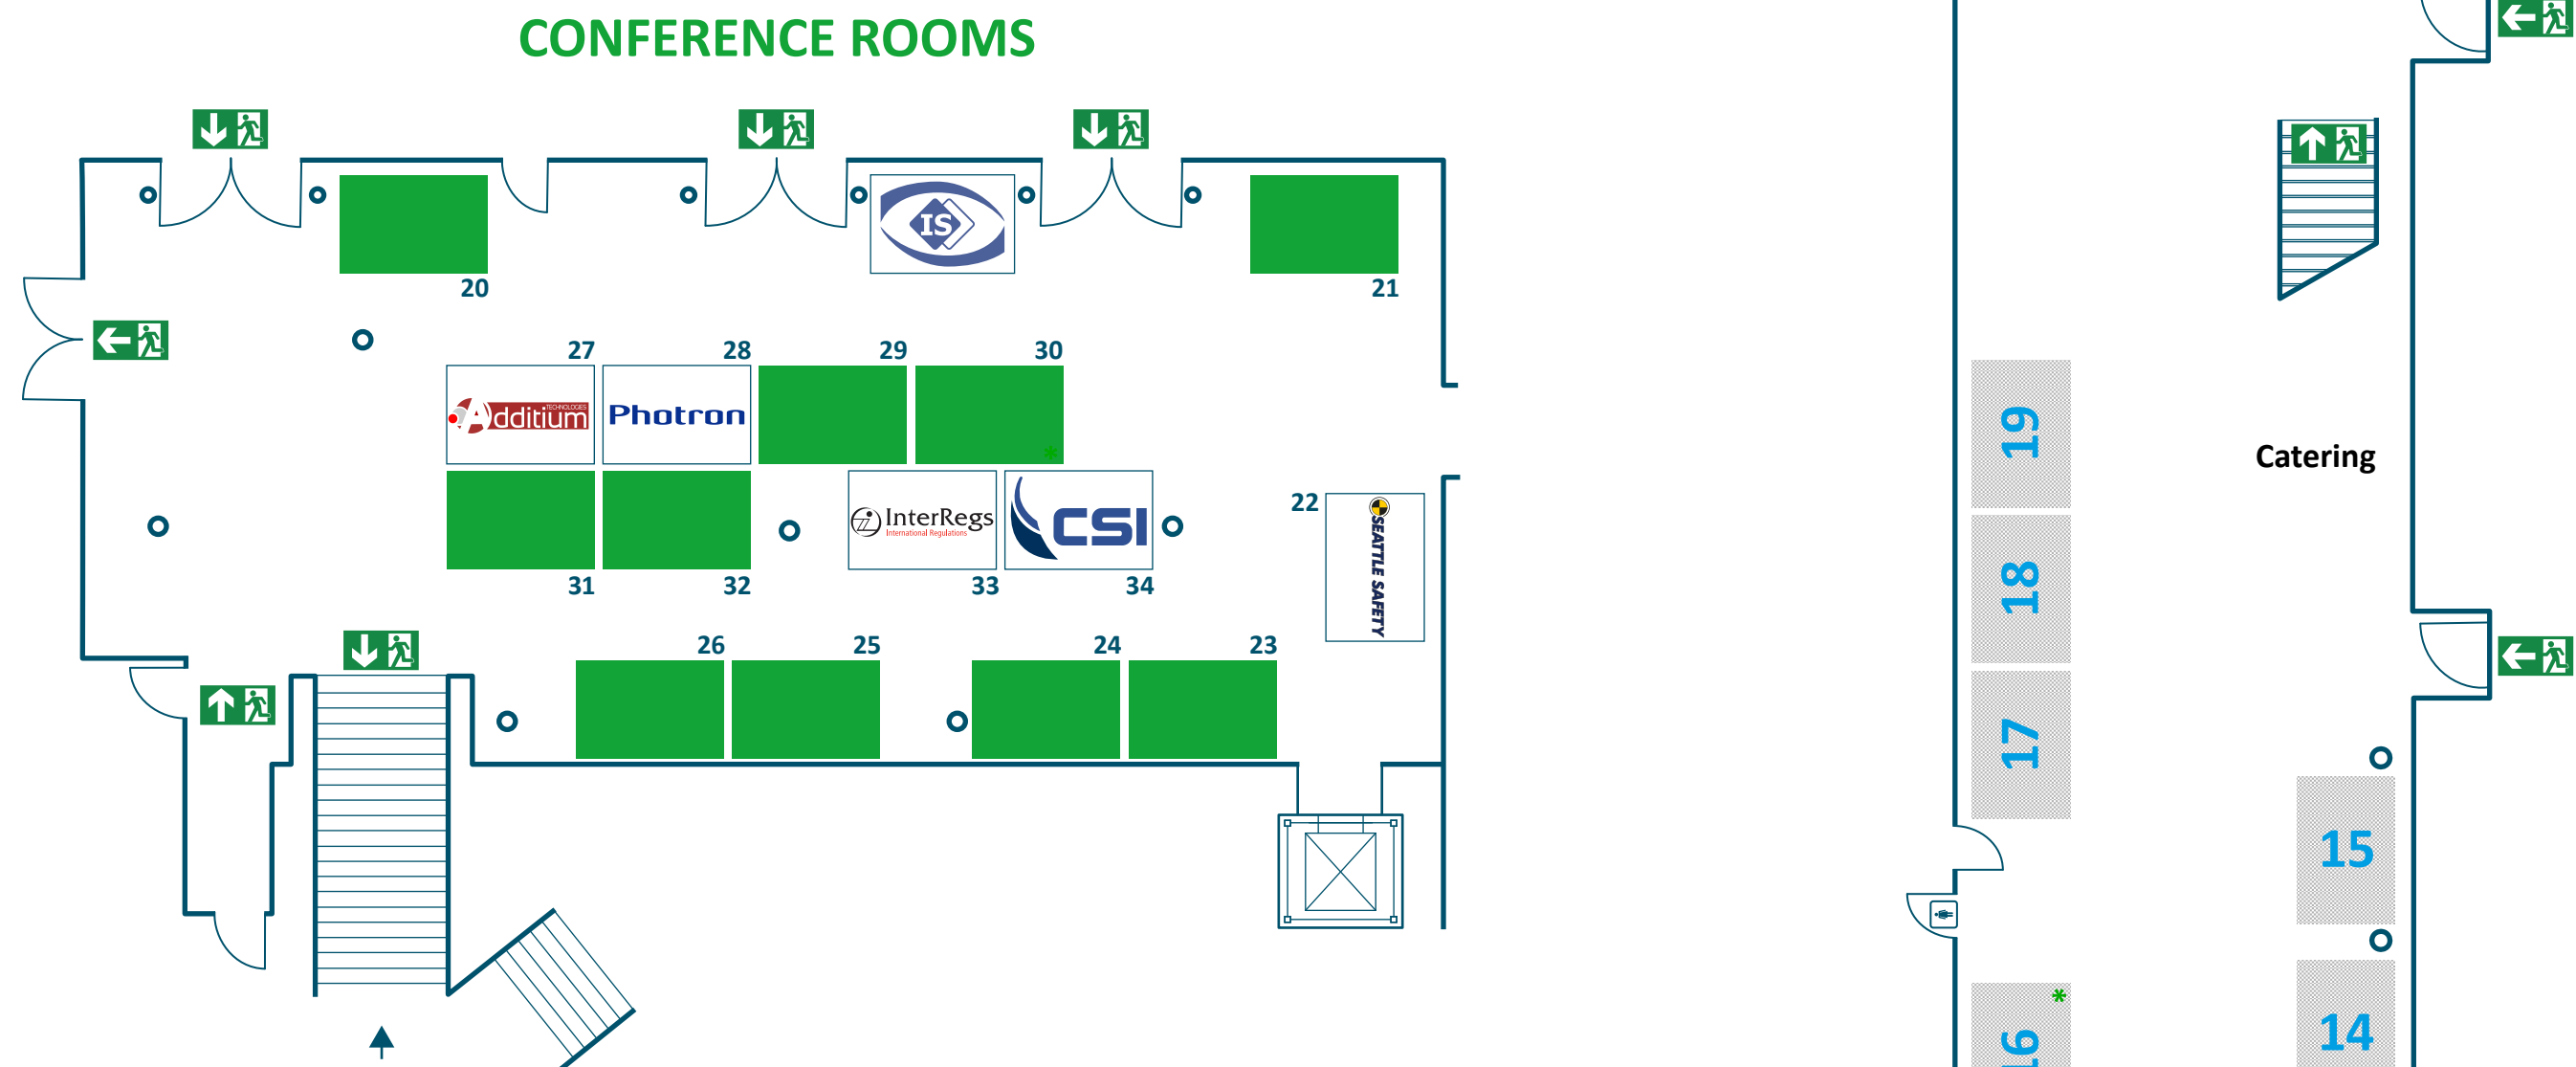 CONFERENCE ROOMS
IS
20
21
27
28
29
30
Additium
TECHNOLOGIES
Photron
*
19
Catering
InterRegs
International Regulations
CSI
22
SEATTLE SAFETY
31
32
33
34
18
26
25
24
23
17
15
*
16
14